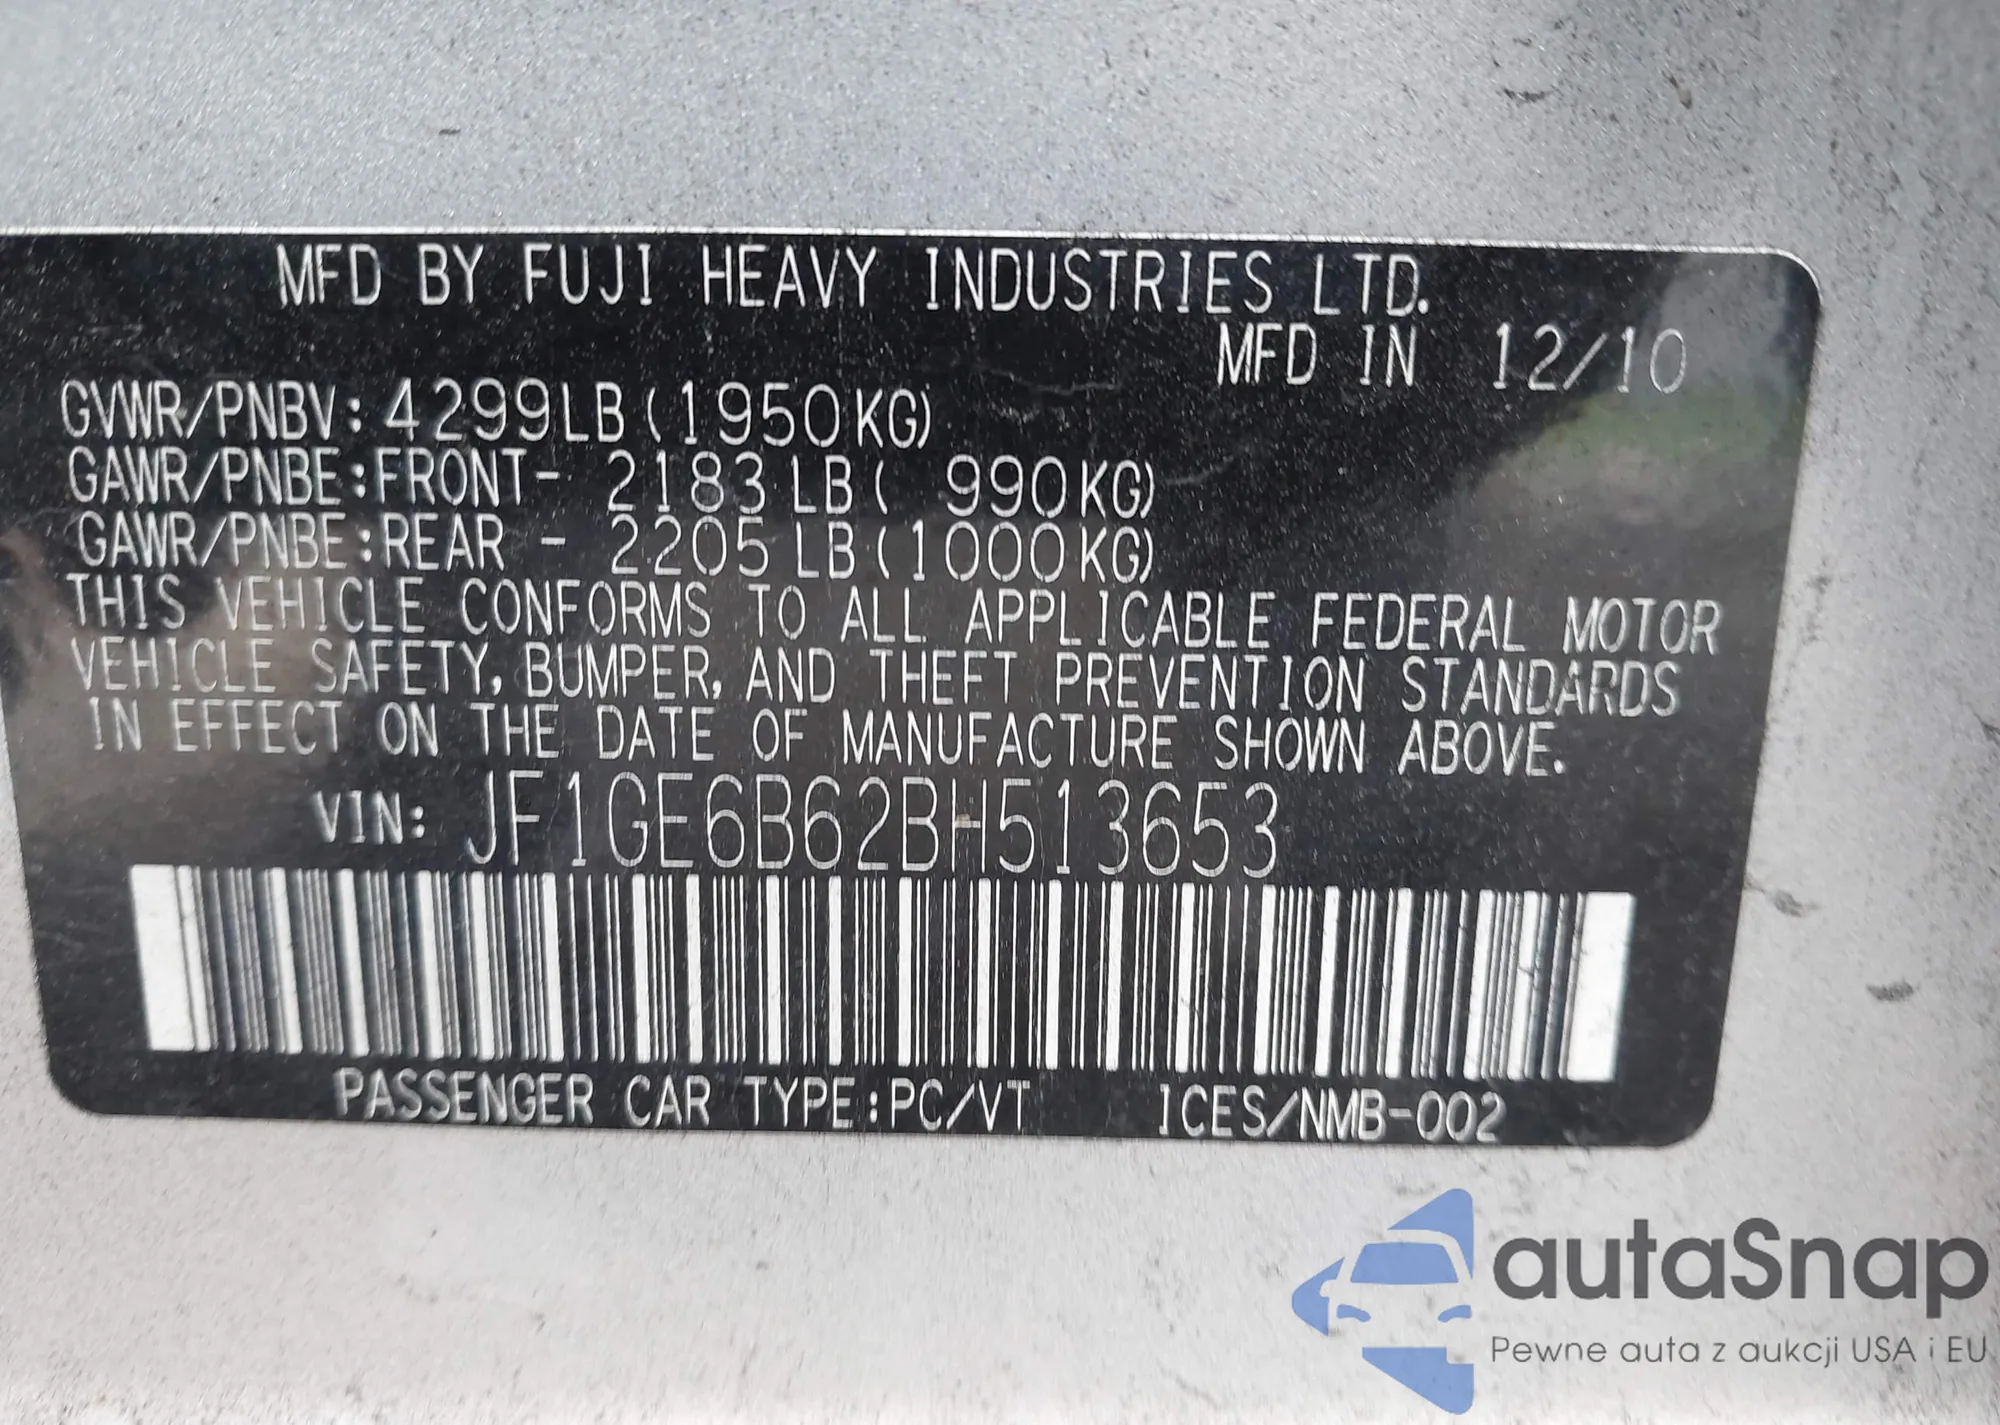 MFD BY FUJI HEAVY INDUSTRIES LTD.
MFD IN 12/10
GVWR/PNBV:4299LB(1950KG)
GAWR/PNBE:FRONT- 2183LB( 990KG)
GAWR/PNBE:REAR - 2205LB(1000KG)
THIS VEHICLE CONFORMS TO ALL APPLICABLE FEDERAL MOTOR
VEHICLE SAFETY, BUMPER, AND THEFT PREVENTION STANDARDS
IN EFFECT ON THE DATE OF MANUFACTURE SHOWN ABOVE.
VIN: JF1GE6B62BH513653
PASSENGER CAR TYPE:PC/VT ICES/NMB-002
autaSnap
Pewne auta z aukcji USA i EU